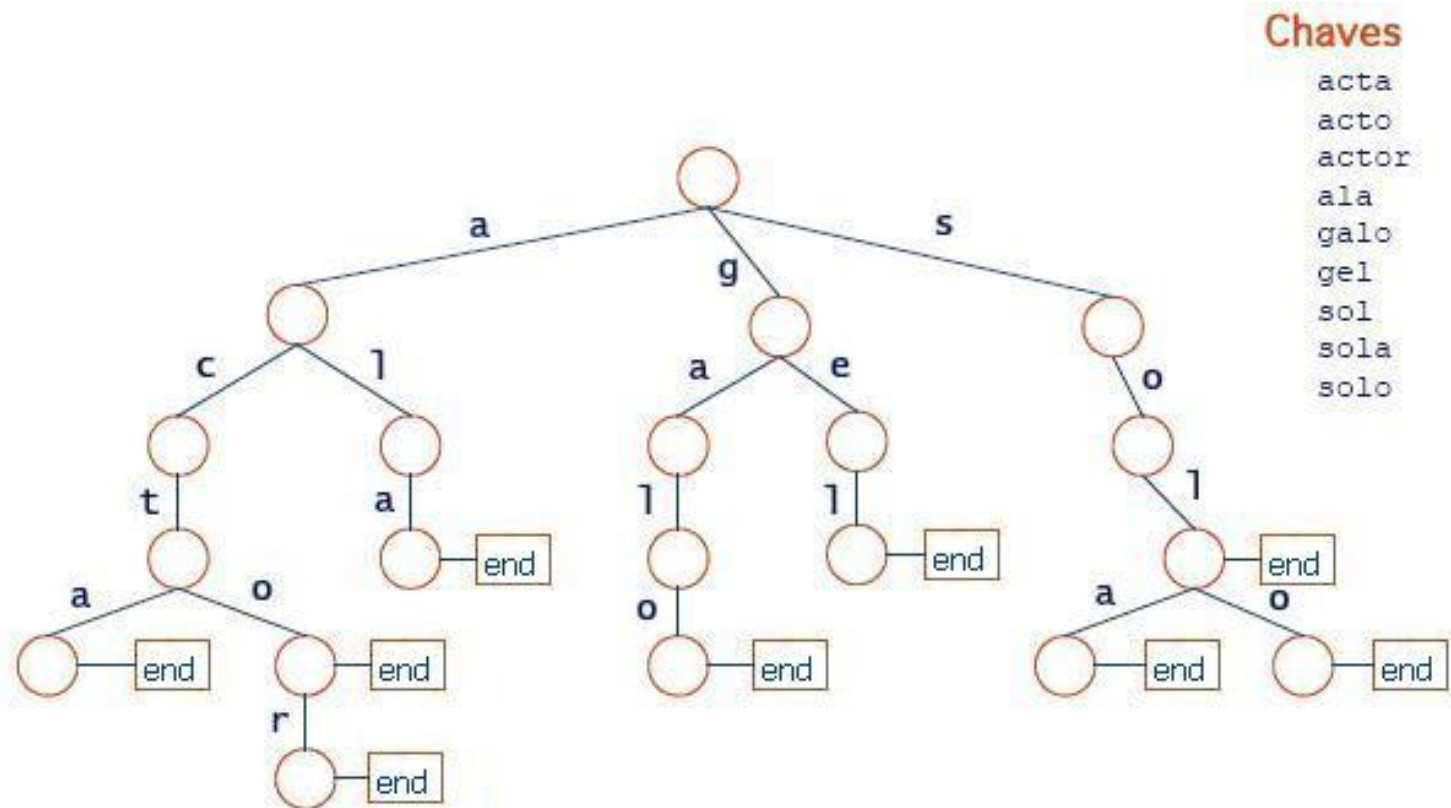 Chaves
acta
acto
actor
ala
galo
gel
sol
sola
solo
a
s
g
c
l
a
e
o
t
a
l
l
l
end
end
end
a
o
o
a
o
end
end
end
end
end
r
end